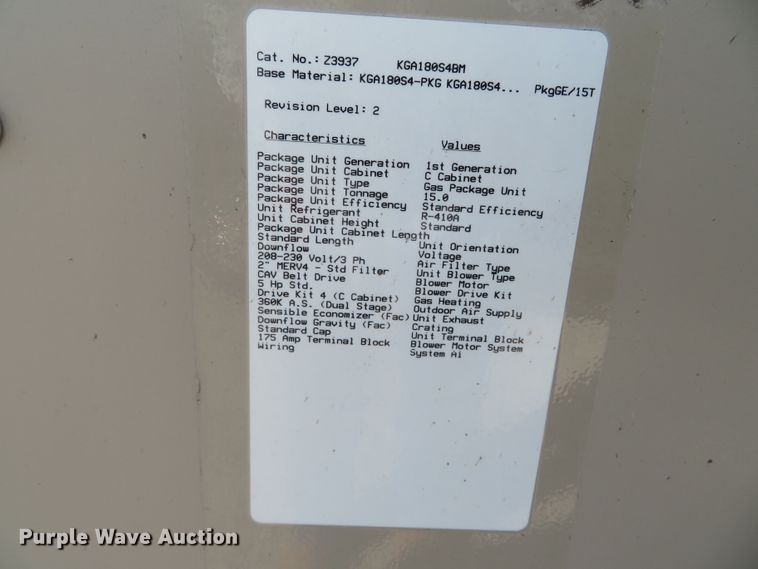 Cat. No.: Z3937 KGA180S4BM
Base Material: KGA180S4-PKG KGA180S4... PkgGE/15T
Revision Level: 2
Characteristics Values
Package Unit Generation 1st Generation
Package Unit Cabinet C Cabinet
Package Unit Type Gas Package Unit
Package Unit Tonnage 15.0
Package Unit Efficiency Standard Efficiency
Unit Refrigerant R-410A
Unit Cabinet Height Standard
Package Unit Cabinet Length
Standard Length Unit Orientation
Downflow Voltage
208-230 Volt/3 Ph Air Filter Type
2" MERV4 - Std Filter Unit Blower Type
CAV Belt Drive Blower Motor
5 Hp Std. Blower Drive Kit
Drive Kit 4 (C Cabinet) Gas Heating
360K A.S. (Dual Stage) Outdoor Air Supply
Sensible Economizer (Fac) Unit Exhaust
Downflow Gravity (Fac) Crating
Standard Cap Unit Terminal Block
175 Amp Terminal Block Blower Motor System
Wiring System Al
Purple Wave Auction